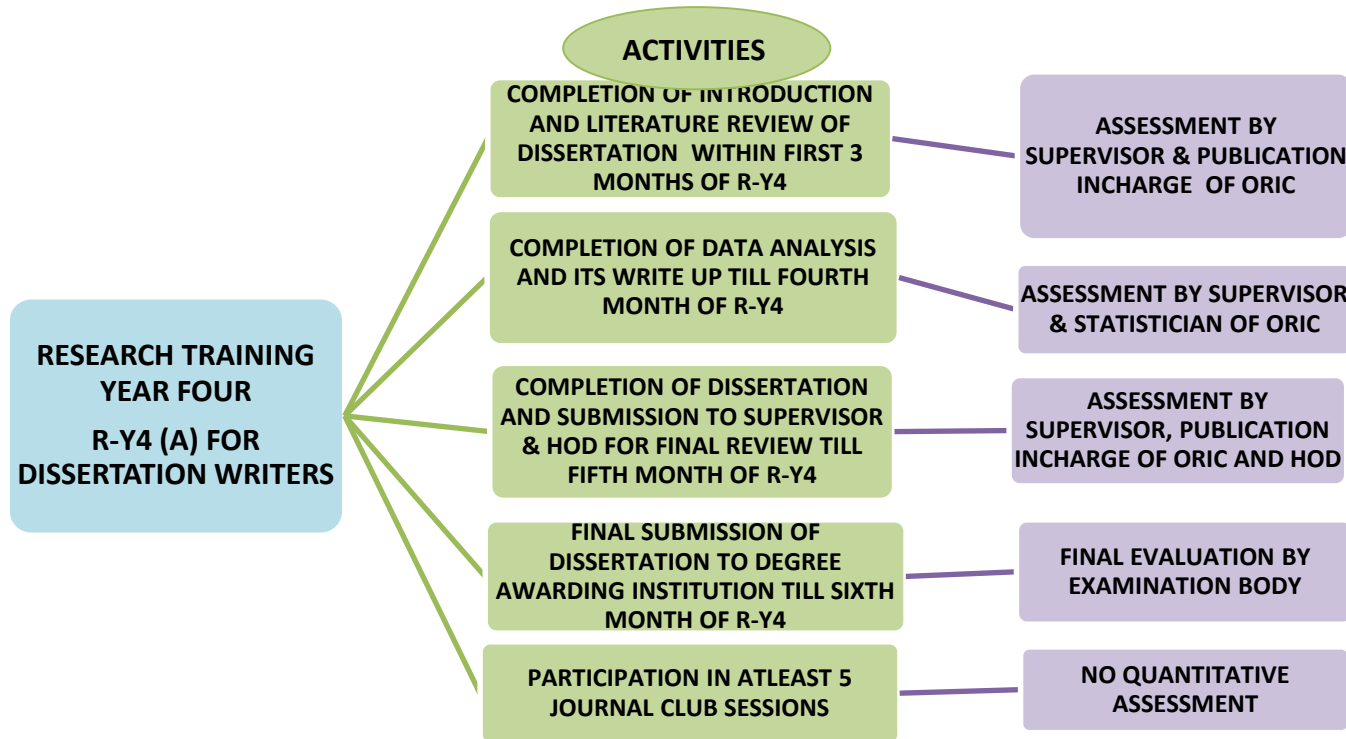 ACTIVITIES
RESEARCH TRAINING
YEAR FOUR
R-Y4 (A) FOR
DISSERTATION WRITERS
COMPLETION OF INTRODUCTION
AND LITERATURE REVIEW OF
DISSERTATION WITHIN FIRST 3
MONTHS OF R-Y4
ASSESSMENT BY
SUPERVISOR & PUBLICATION
INCHARGE OF ORIC
COMPLETION OF DATA ANALYSIS
AND ITS WRITE UP TILL FOURTH
MONTH OF R-Y4
ASSESSMENT BY SUPERVISOR
& STATISTICIAN OF ORIC
COMPLETION OF DISSERTATION
AND SUBMISSION TO SUPERVISOR
& HOD FOR FINAL REVIEW TILL
FIFTH MONTH OF R-Y4
ASSESSMENT BY
SUPERVISOR, PUBLICATION
INCHARGE OF ORIC AND HOD
FINAL SUBMISSION OF
DISSERTATION TO DEGREE
AWARDING INSTITUTION TILL SIXTH
MONTH OF R-Y4
FINAL EVALUATION BY
EXAMINATION BODY
PARTICIPATION IN ATLEAST 5
JOURNAL CLUB SESSIONS
NO QUANTITATIVE
ASSESSMENT